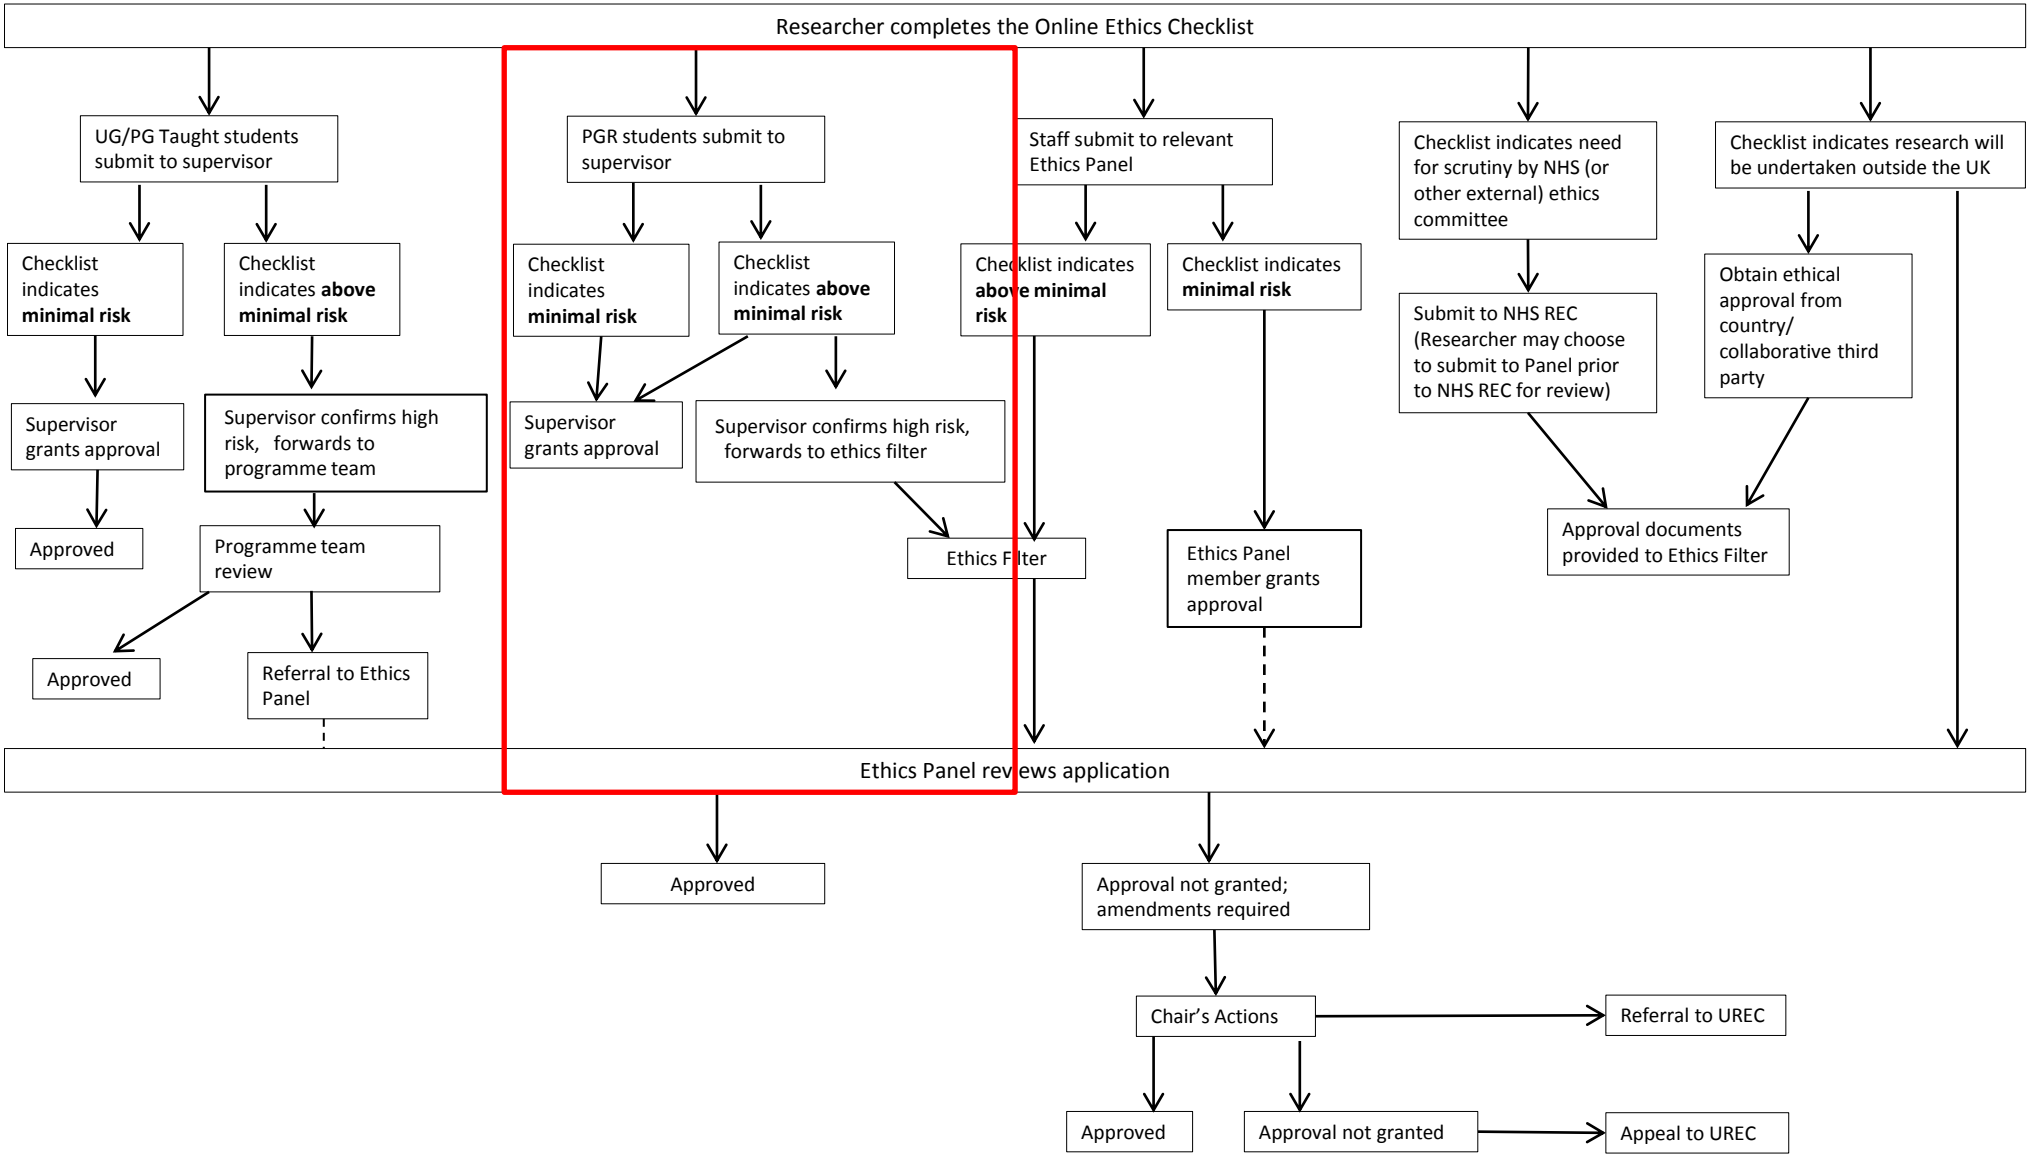 Researcher completes the Online Ethics Checklist
UG/PG Taught students
submit to supervisor
PGR students submit to
supervisor
Staff submit to relevant
Ethics Panel
Checklist indicates need
for scrutiny by NHS (or
other external) ethics
committee
Checklist indicates research will
be undertaken outside the UK
Checklist
indicates
minimal risk
Checklist
indicates above
minimal risk
Checklist
indicates
minimal risk
Checklist
indicates above
minimal risk
Checklist indicates
above minimal
risk
Checklist indicates
minimal risk
Submit to NHS REC
(Researcher may choose
to submit to Panel prior
to NHS REC for review)
Obtain ethical
approval from
country/
collaborative third
party
Supervisor
grants approval
Supervisor confirms high
risk, forwards to
programme team
Supervisor
grants approval
Supervisor confirms high risk,
forwards to ethics filter
Approved
Programme team
review
Ethics Filter
Ethics Panel
member grants
approval
Approval documents
provided to Ethics Filter
Approved
Referral to Ethics
Panel
Ethics Panel reviews application
Approved
Approval not granted;
amendments required
Chair’s Actions
Referral to UREC
Approved
Approval not granted
Appeal to UREC